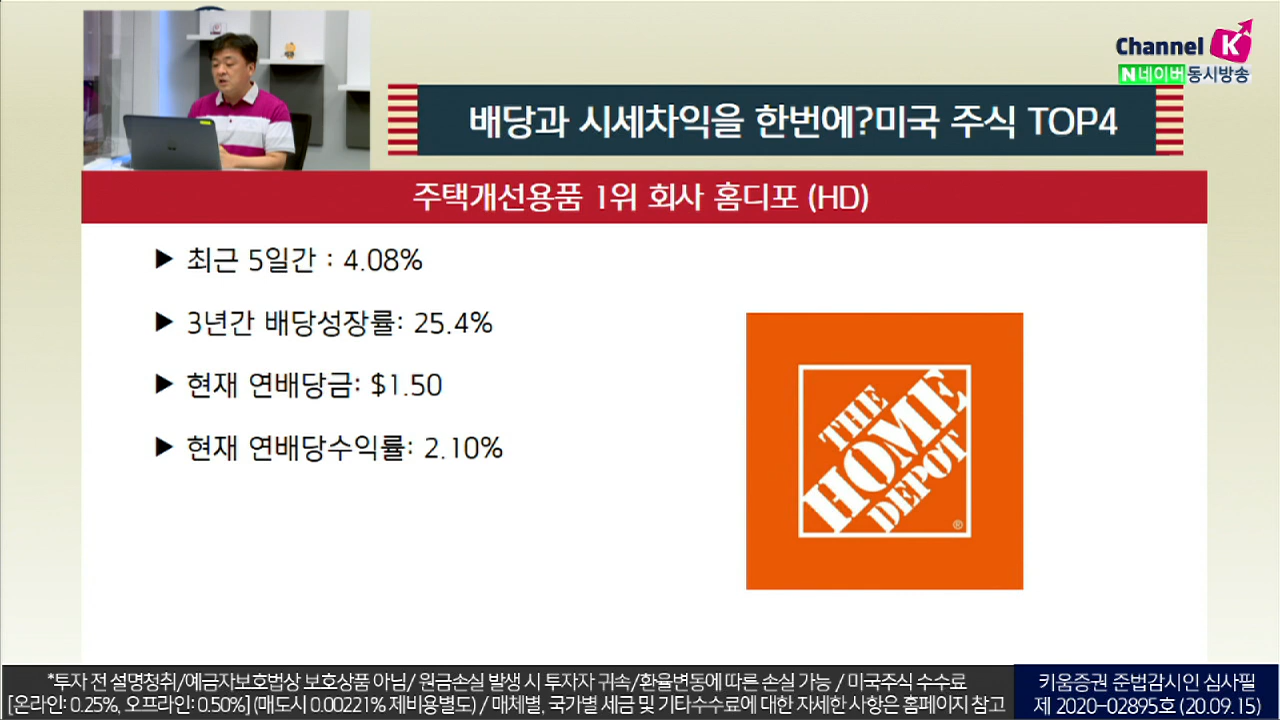 Channel K
N 네이버 동시방송
배당과 시세차익을 한번에?미국 주식 TOP4
주택개선용품 1위 회사 홈디포 (HD)
▶ 최근 5일간 : 4.08%
▶ 3년간 배당성장률: 25.4%
▶ 현재 연배당금: $1.50
▶ 현재 연배당수익률: 2.10%
THE
HOME
DEPOT
®
*투자 전 설명청취/예금자보호법상 보호상품 아님/ 원금손실 발생 시 투자자 귀속/환율변동에 따른 손실 가능 / 미국주식 수수료
[온라인: 0.25%, 오프라인: 0.50%] (매도시 0.00221% 제비용별도) / 매체별, 국가별 세금 및 기타수수료에 대한 자세한 사항은 홈페이지 참고
키움증권 준법감시인 심사필
제 2020-02895호 (20.09.15)